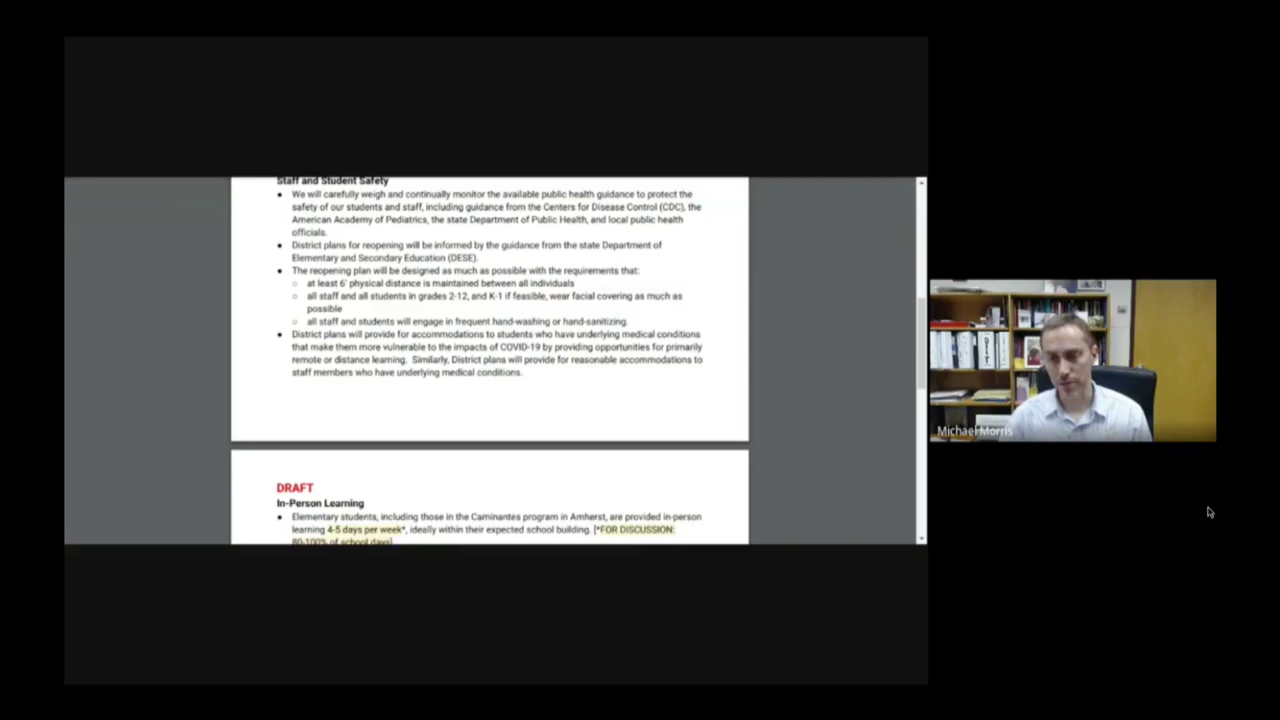 Staff and Student Safety
● We will carefully weigh and continually monitor the available public health guidance to protect the
safety of our students and staff, including guidance from the Centers for Disease Control (CDC), the
American Academy of Pediatrics, the state Department of Public Health, and local public health
officials.
● District plans for reopening will be informed by the guidance from the state Department of
Elementary and Secondary Education (DESE).
● The reopening plan will be designed as much as possible with the requirements that:
○ at least 6' physical distance is maintained between all individuals
○ all staff and all students in grades 2-12, and K-1 if feasible, wear facial covering as much as
possible
○ all staff and students will engage in frequent hand-washing or hand-sanitizing.
● District plans will provide for accommodations to students who have underlying medical conditions
that make them more vulnerable to the impacts of COVID-19 by providing opportunities for primarily
remote or distance learning. Similarly, District plans will provide for reasonable accommodations to
staff members who have underlying medical conditions.
DRAFT
In-Person Learning
● Elementary students, including those in the Caminantes program in Amherst, are provided in-person
learning 4-5 days per week*, ideally within their expected school building. [*FOR DISCUSSION:
80-100% of school days]
Michael Morris